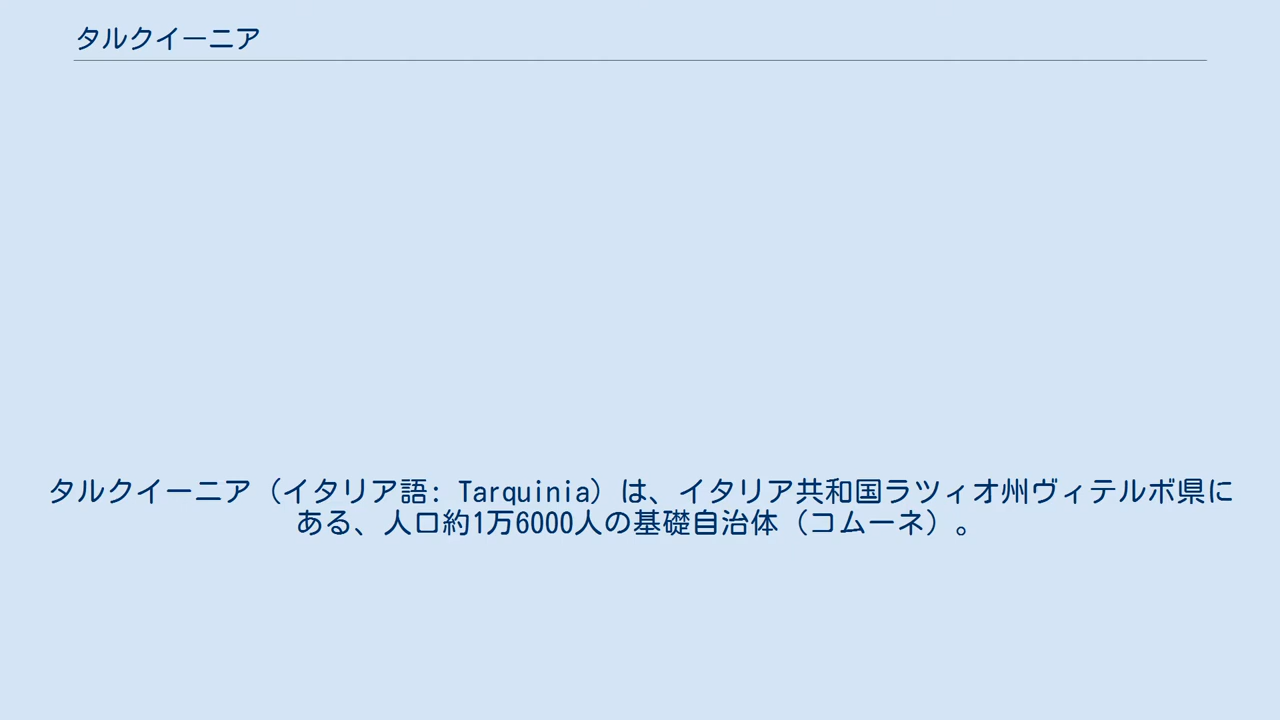 タルクイーニア
タルクイーニア（イタリア語: Tarquinia）は、イタリア共和国ラツィオ州ヴィテルボ県に
ある、人口約1万6000人の基礎自治体（コムーネ）。